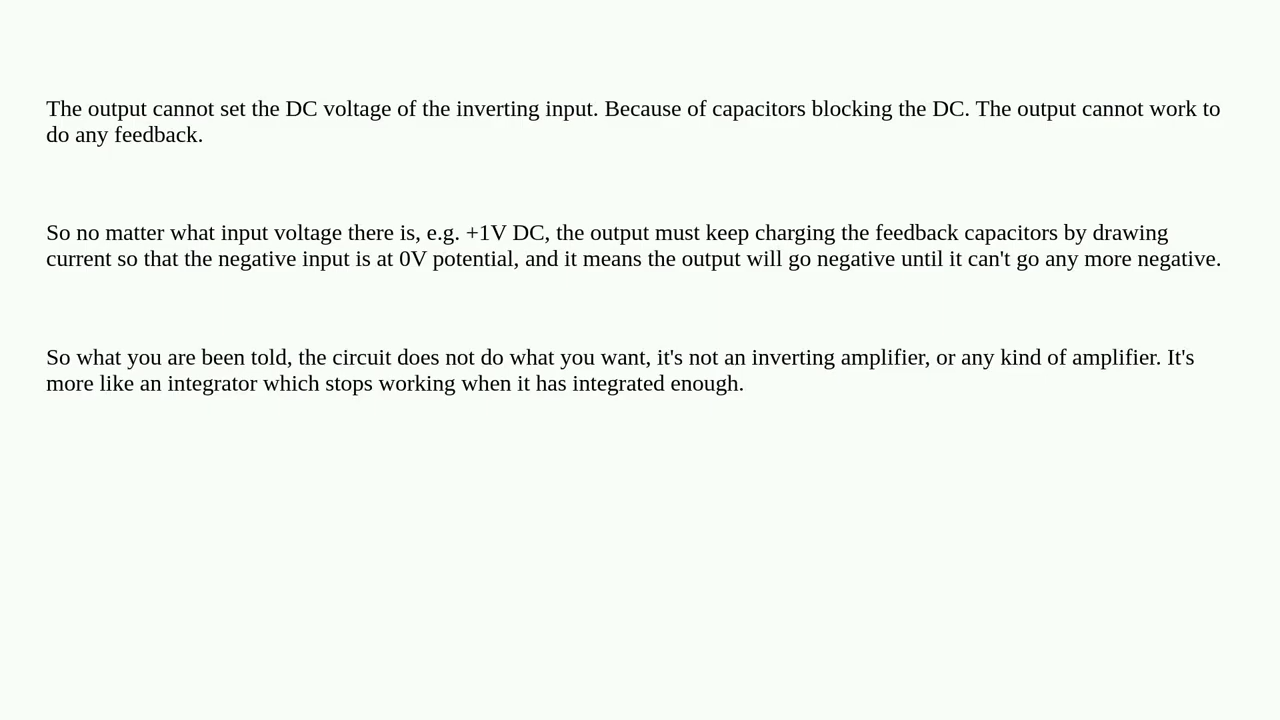 The output cannot set the DC voltage of the inverting input. Because of capacitors blocking the DC. The output cannot work to
do any feedback.
So no matter what input voltage there is, e.g. +1V DC, the output must keep charging the feedback capacitors by drawing
current so that the negative input is at 0V potential, and it means the output will go negative until it can't go any more negative.
So what you are been told, the circuit does not do what you want, it's not an inverting amplifier, or any kind of amplifier. It's
more like an integrator which stops working when it has integrated enough.